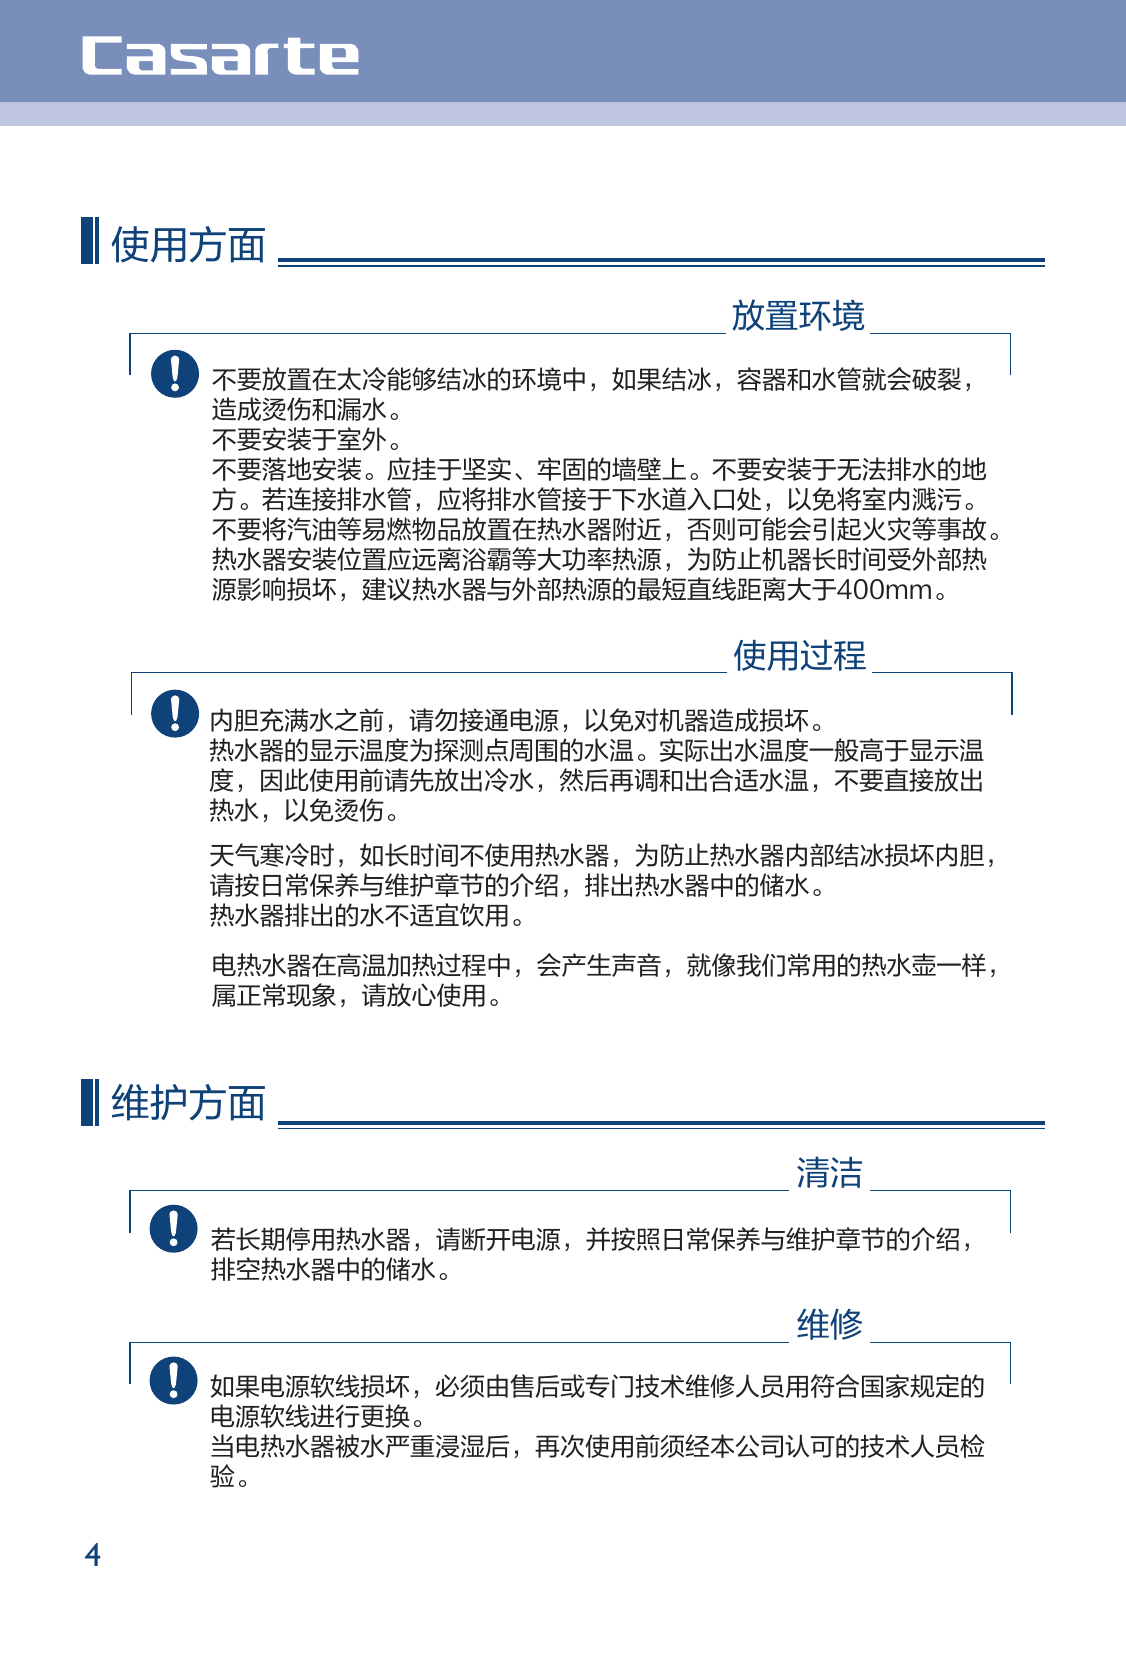 Casarte
使用方面
放置环境
不要放置在太冷能够结冰的环境中，如果结冰，容器和水管就会破裂，
造成烫伤和漏水。
不要安装于室外。
不要落地安装。应挂于坚实、牢固的墙壁上。不要安装于无法排水的地
方。若连接排水管，应将排水管接于下水道入口处，以免将室内溅污。
不要将汽油等易燃物品放置在热水器附近，否则可能会引起火灾等事故。
热水器安装位置应远离浴霸等大功率热源，为防止机器长时间受外部热
源影响损坏，建议热水器与外部热源的最短直线距离大于400mm。
使用过程
内胆充满水之前，请勿接通电源，以免对机器造成损坏。
热水器的显示温度为探测点周围的水温。实际出水温度一般高于显示温
度，因此使用前请先放出冷水，然后再调和出合适水温，不要直接放出
热水，以免烫伤。
天气寒冷时，如长时间不使用热水器，为防止热水器内部结冰损坏内胆，
请按日常保养与维护章节的介绍，排出热水器中的储水。
热水器排出的水不适宜饮用。
电热水器在高温加热过程中，会产生声音，就像我们常用的热水壶一样，
属正常现象，请放心使用。
维护方面
清洁
若长期停用热水器，请断开电源，并按照日常保养与维护章节的介绍，
排空热水器中的储水。
维修
如果电源软线损坏，必须由售后或专门技术维修人员用符合国家规定的
电源软线进行更换。
当电热水器被水严重浸湿后，再次使用前须经本公司认可的技术人员检
验。
4